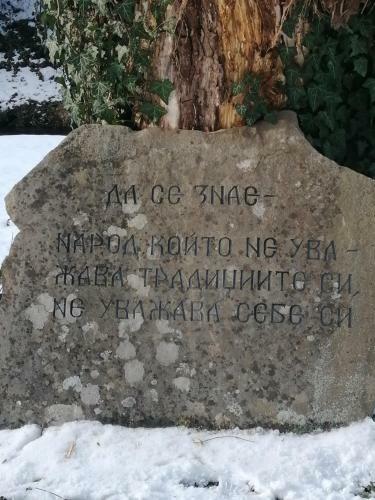 ДА СЕ ЗНАЕ-
НАРОД КОЙТО НЕ УВА-
ЖАВА ТРАДИЦИИТЕ СИ,
НЕ УВАЖАВА СЕБЕ СИ